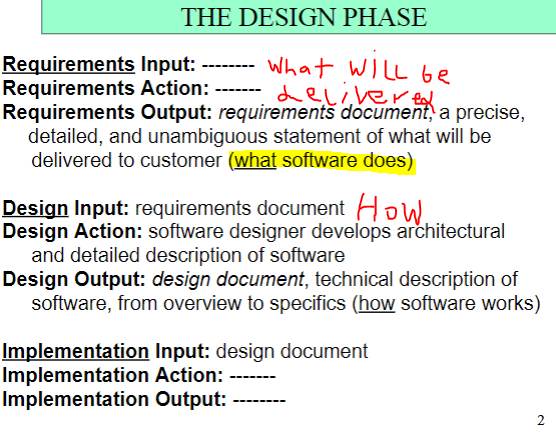 THE DESIGN PHASE
Requirements Input: -------- What WILL be
Requirements Action: ------- delivered
Requirements Output: requirements document, a precise,
detailed, and unambiguous statement of what will be
delivered to customer (what software does)
Design Input: requirements document HOW
Design Action: software designer develops architectural
and detailed description of software
Design Output: design document, technical description of
software, from overview to specifics (how software works)
Implementation Input: design document
Implementation Action: -------
Implementation Output: --------
2